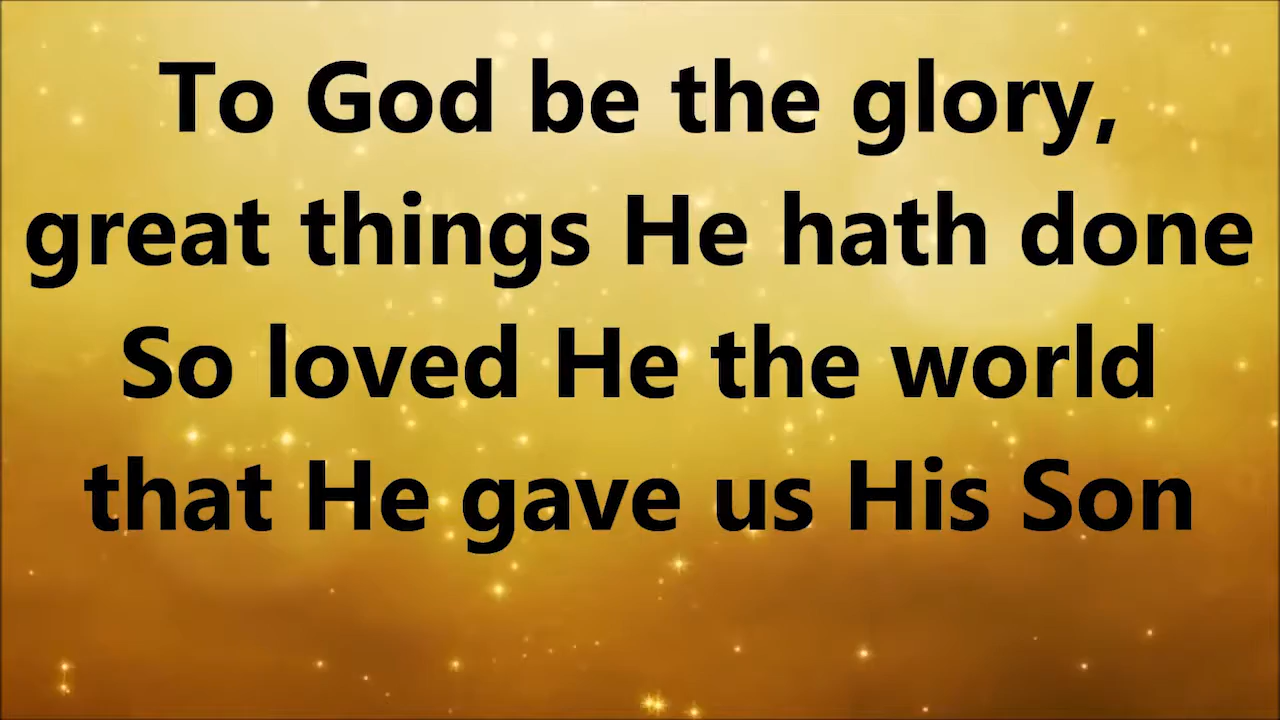 To God be the glory,
great things He hath done
So loved He the world
that He gave us His Son